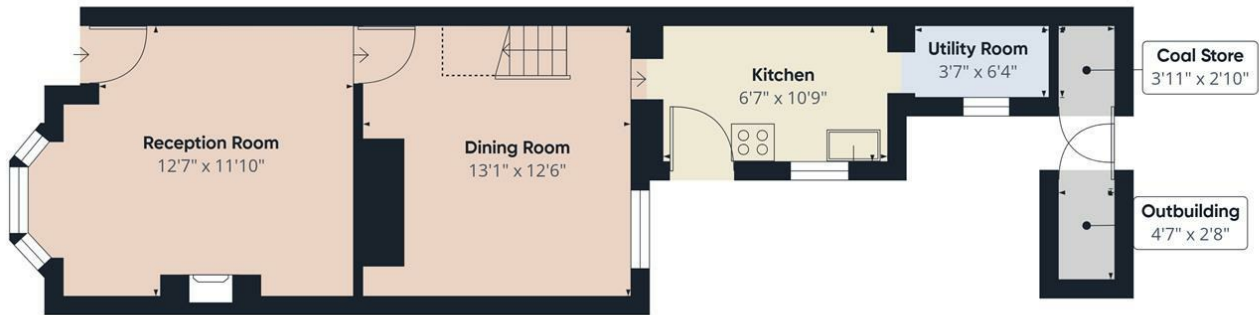 Reception Room
12'7" x 11'10"
Dining Room
13'1" x 12'6"
Kitchen
6'7" x 10'9"
Utility Room
3'7" x 6'4"
Coal Store
3'11" x 2'10"
Outbuilding
4'7" x 2'8"